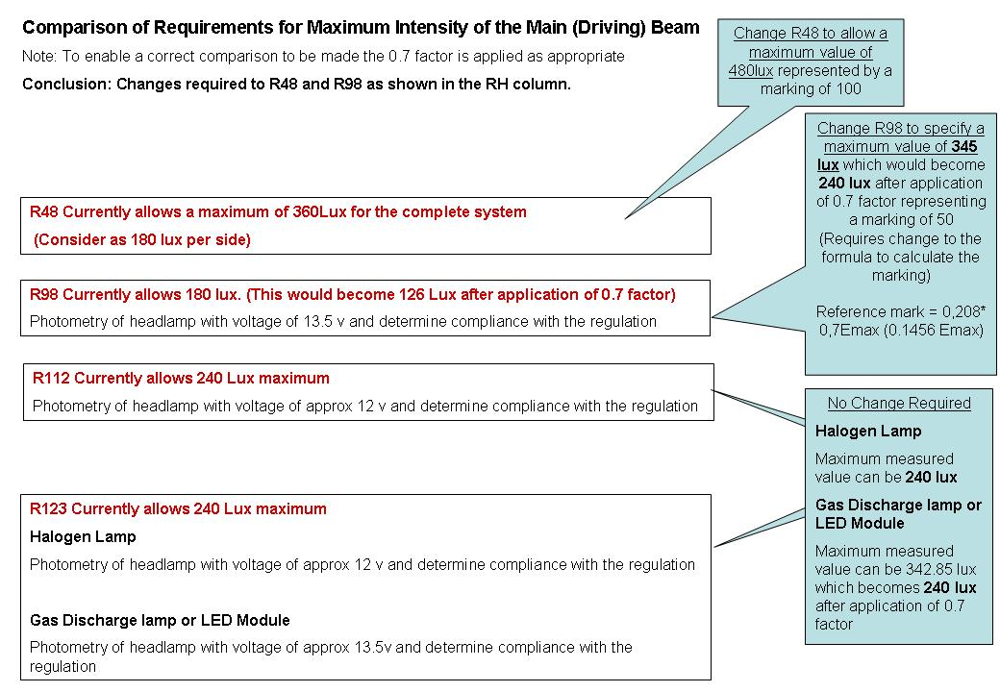 Comparison of Requirements for Maximum Intensity of the Main (Driving) Beam
Note: To enable a correct comparison to be made the 0.7 factor is applied as appropriate
Conclusion: Changes required to R48 and R98 as shown in the RH column.
Change R48 to allow a
maximum value of
480lux represented by a
marking of 100
Change R98 to specify a
maximum value of 345
lux which would become
240 lux after application
of 0.7 factor representing
a marking of 50
(Requires change to the
formula to calculate the
marking)
Reference mark = 0,208*
0,7Emax (0.1456 Emax)
R48 Currently allows a maximum of 360Lux for the complete system
(Consider as 180 lux per side)
R98 Currently allows 180 lux. (This would become 126 Lux after application of 0.7 factor)
Photometry of headlamp with voltage of 13.5 v and determine compliance with the regulation
R112 Currently allows 240 Lux maximum
Photometry of headlamp with voltage of approx 12 v and determine compliance with the regulation
No Change Required
Halogen Lamp
Maximum measured
value can be 240 lux
Gas Discharge lamp or
LED Module
Maximum measured
value can be 342.85 lux
which becomes 240 lux
after application of 0.7
factor
R123 Currently allows 240 Lux maximum
Halogen Lamp
Photometry of headlamp with voltage of approx 12 v and determine compliance with the regulation
Gas Discharge lamp or LED Module
Photometry of headlamp with voltage of approx 13.5v and determine compliance with the
regulation